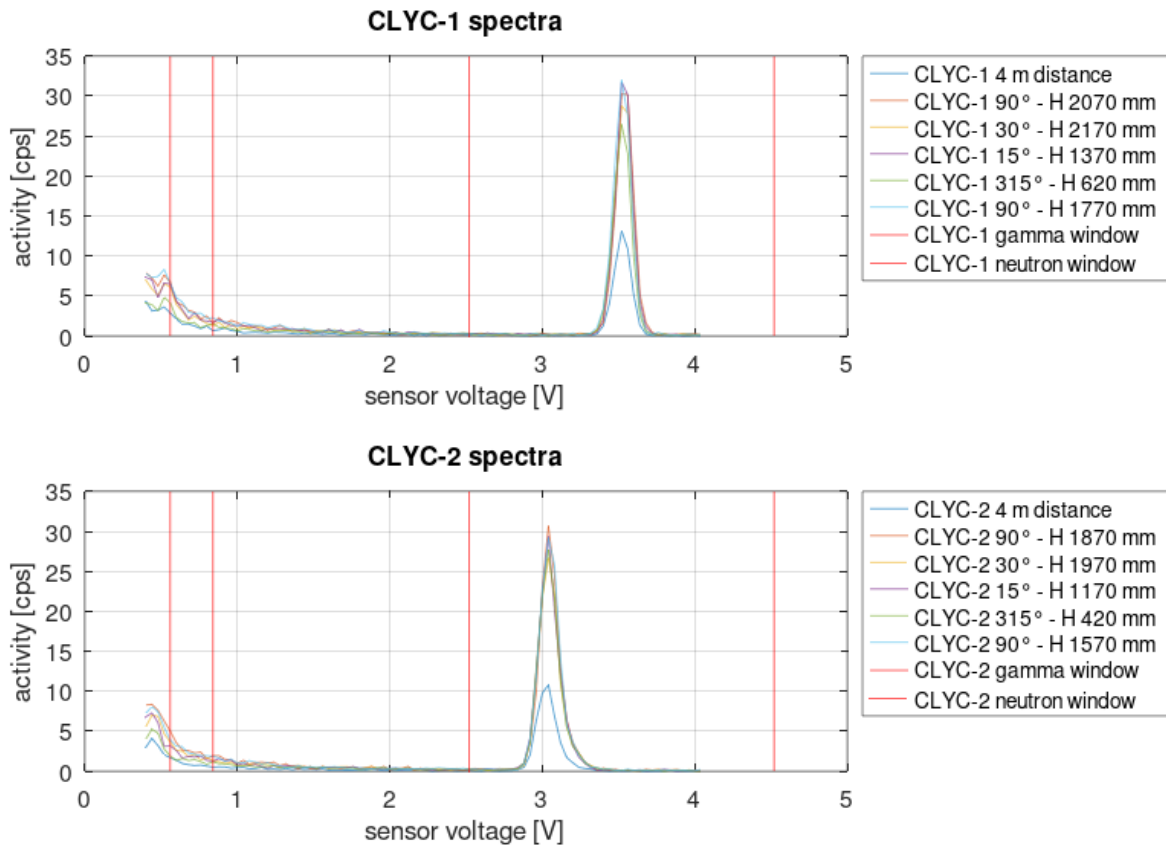 CLYC-1 spectra
activity [cps]
35
30
25
20
15
10
5
0
0 1 2 3 4 5
sensor voltage [V]
CLYC-1 4 m distance
CLYC-1 90° - H 2070 mm
CLYC-1 30° - H 2170 mm
CLYC-1 15° - H 1370 mm
CLYC-1 315° - H 620 mm
CLYC-1 90° - H 1770 mm
CLYC-1 gamma window
CLYC-1 neutron window
CLYC-2 spectra
activity [cps]
35
30
25
20
15
10
5
0
0 1 2 3 4 5
sensor voltage [V]
CLYC-2 4 m distance
CLYC-2 90° - H 1870 mm
CLYC-2 30° - H 1970 mm
CLYC-2 15° - H 1170 mm
CLYC-2 315° - H 420 mm
CLYC-2 90° - H 1570 mm
CLYC-2 gamma window
CLYC-2 neutron window